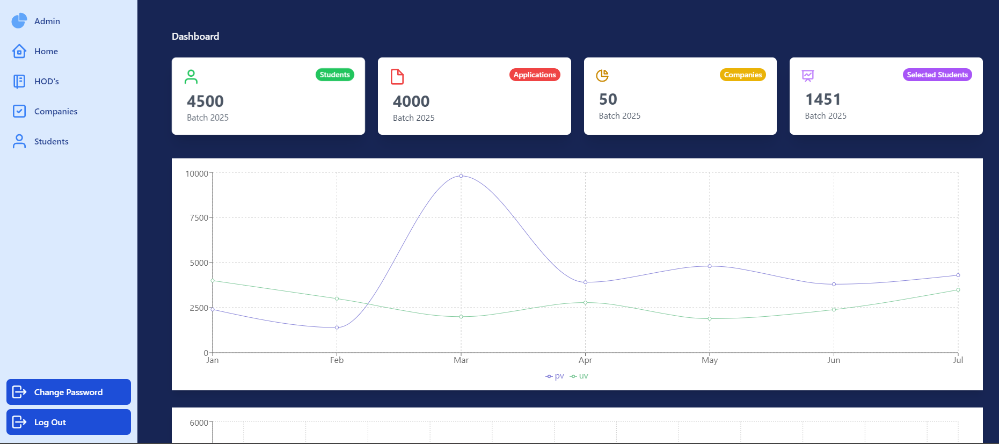 Admin
Home
HOD's
Companies
Students
Change Password
Log Out
Dashboard
Students
4500
Batch 2025
Applications
4000
Batch 2025
Companies
50
Batch 2025
Selected Students
1451
Batch 2025
10000
7500
5000
2500
0
Jan Feb Mar Apr May Jun Jul
pv uv
6000